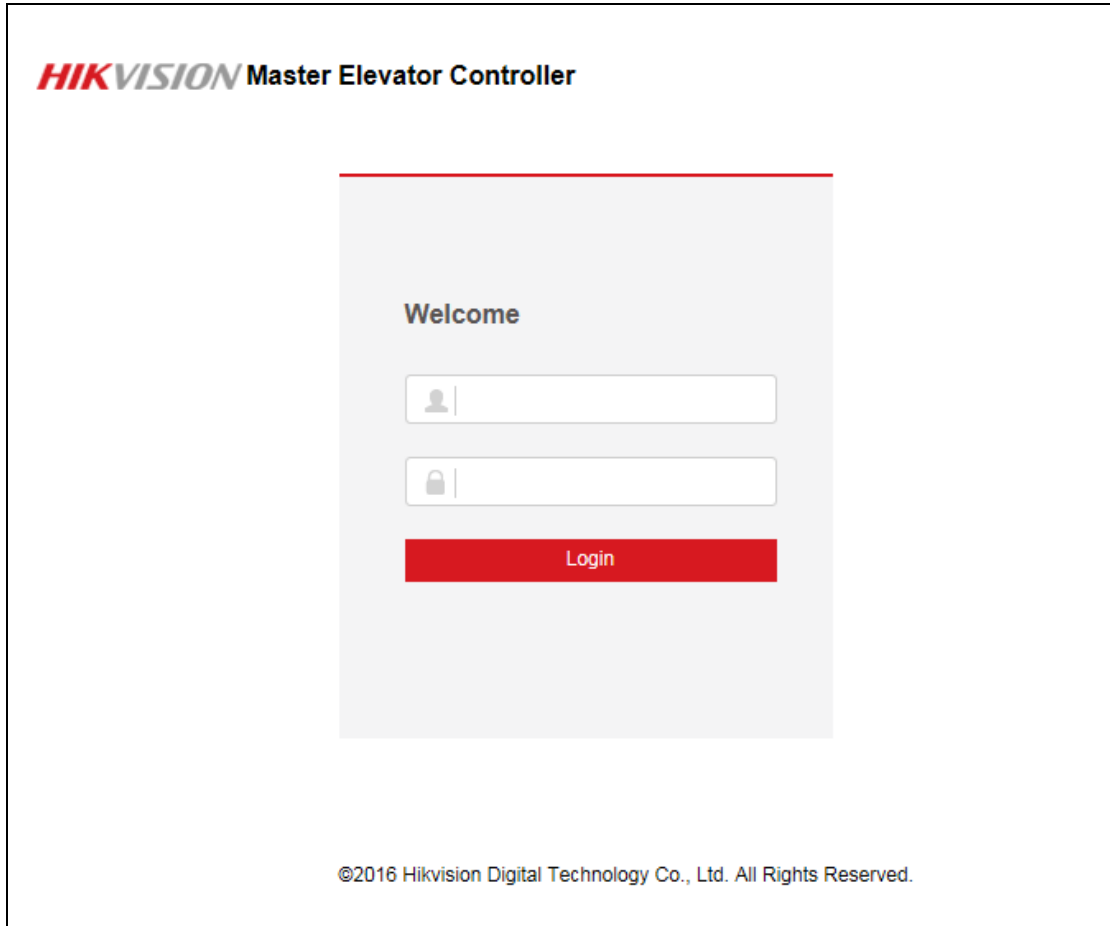 HIKVISION Master Elevator Controller
Welcome
Login
©2016 Hikvision Digital Technology Co., Ltd. All Rights Reserved.